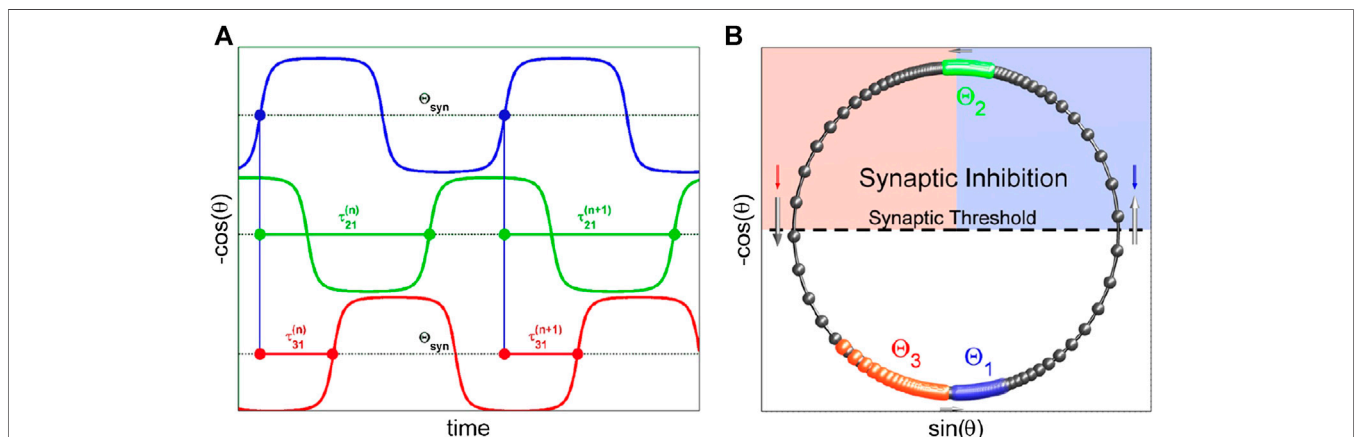 A
B
Θsyn
τ21(n)
τ21(n+1)
τ31(n)
Θsyn
τ31(n+1)
-cos(θ)
time
Θ2
Synaptic Inhibition
Synaptic Threshold
-cos(θ)
Θ3
Θ1
sin(θ)